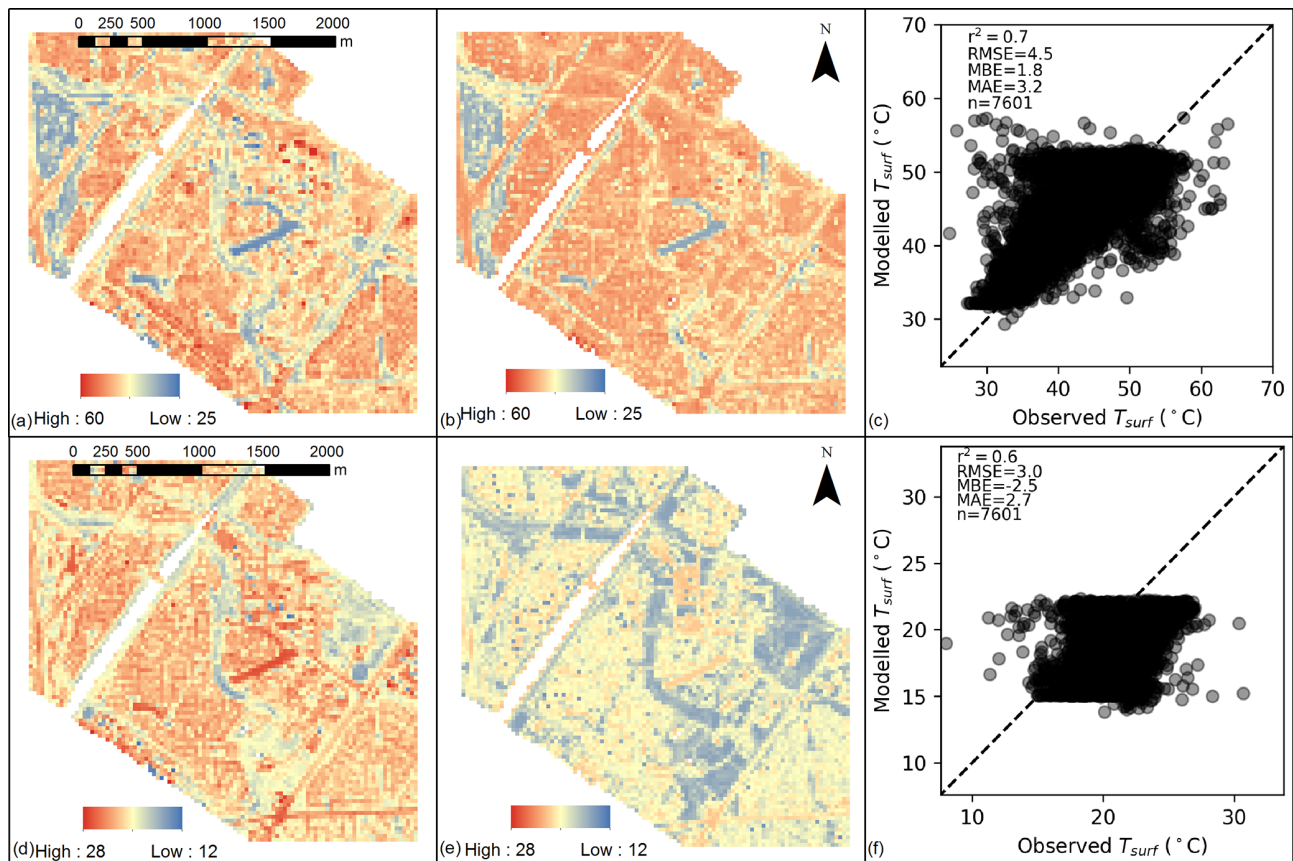 0 250 500 1000 1500 2000
m
(a) High : 60 Low : 25
N
(b) High : 60 Low : 25
r² = 0.7
RMSE=4.5
MBE=1.8
MAE=3.2
n=7601
70
60
50
40
30
Modelled Tsurf (°C)
30 40 50 60 70
(c) Observed Tsurf (°C)
0 250 500 1000 1500 2000
m
(d) High : 28 Low : 12
N
(e) High : 28 Low : 12
r² = 0.6
RMSE=3.0
MBE=-2.5
MAE=2.7
n=7601
30
25
20
15
10
Modelled Tsurf (°C)
10 20 30
(f) Observed Tsurf (°C)